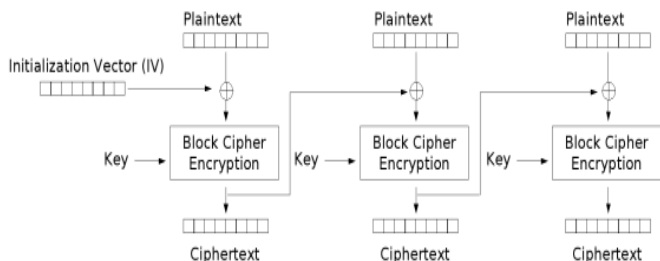 Plaintext
Plaintext
Plaintext
Initialization Vector (IV)
Key
Block Cipher
Encryption
Key
Block Cipher
Encryption
Key
Block Cipher
Encryption
Ciphertext
Ciphertext
Ciphertext